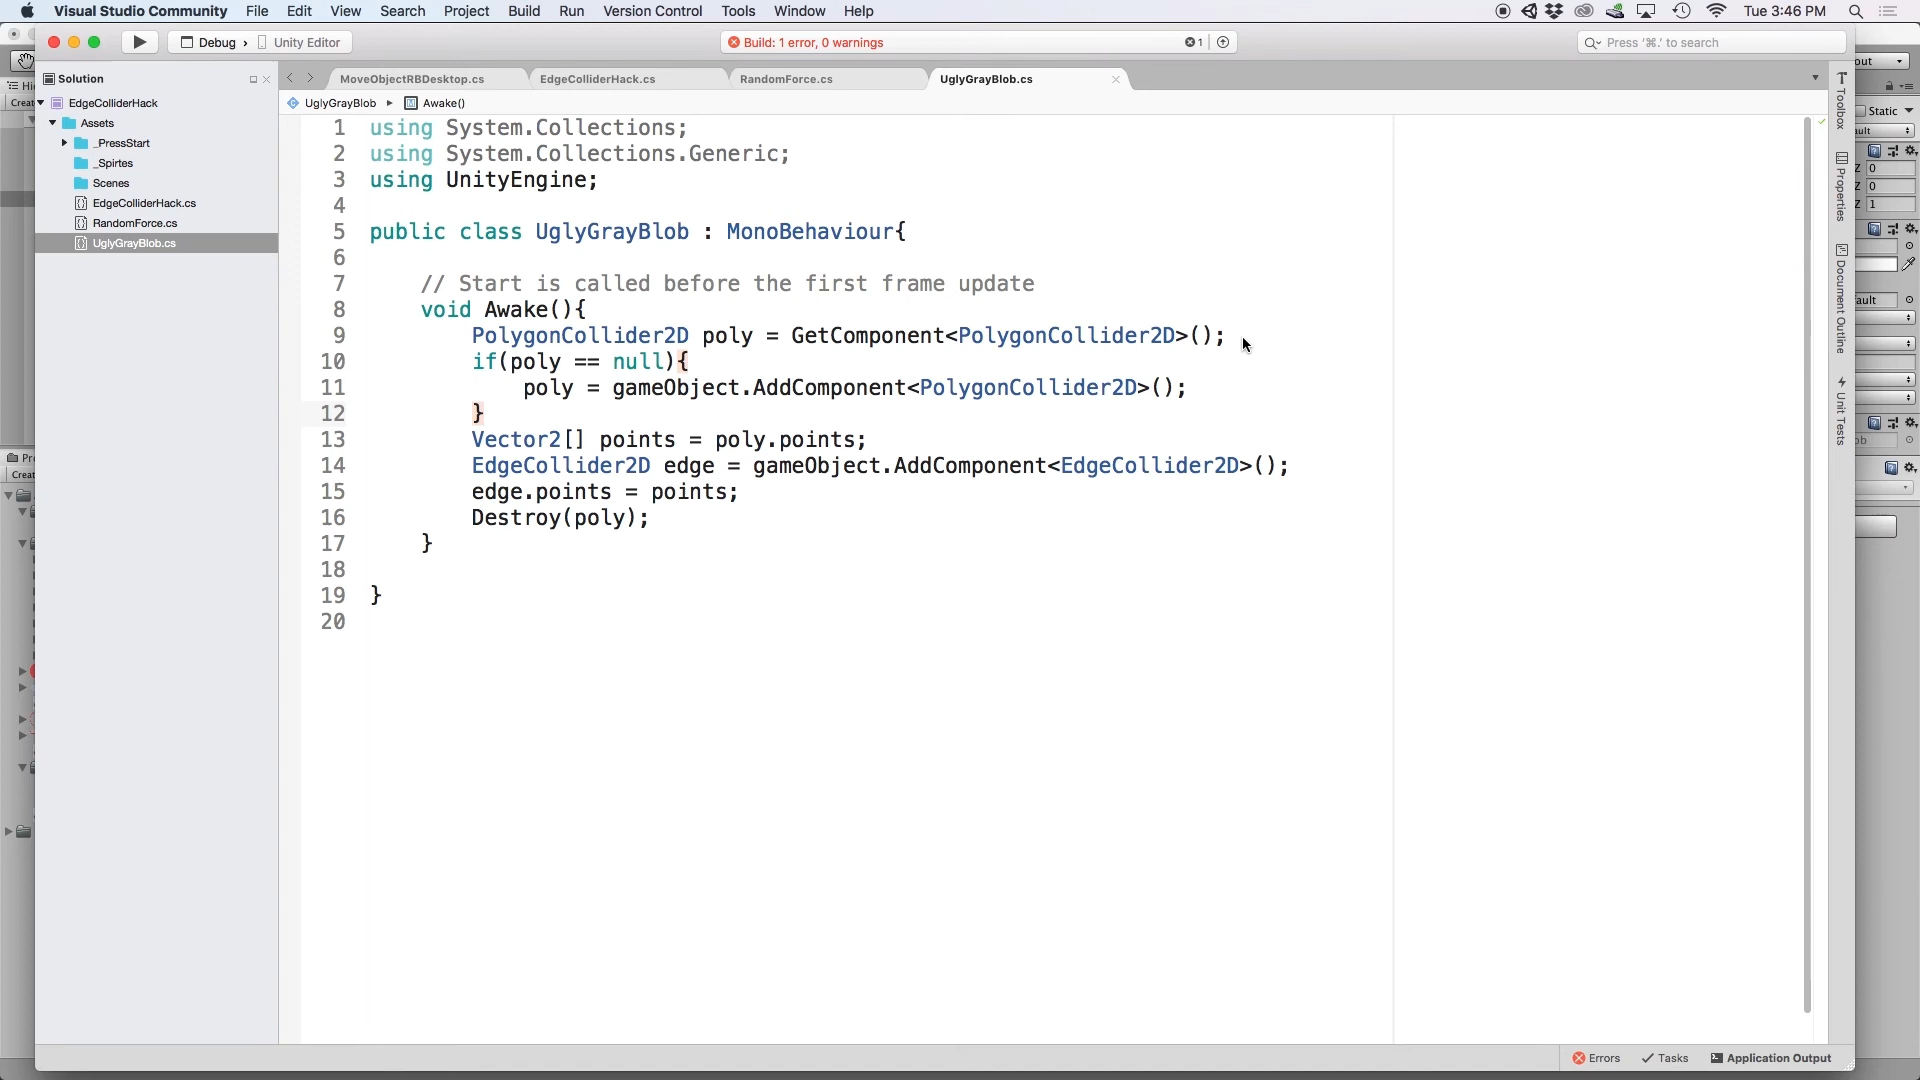 Visual Studio Community File Edit View Search Project Build Run Version Control Tools Window Help Tue 3:46 PM
Debug › Unity Editor Build: 1 error, 0 warnings 1 Press '⌘.' to search
Solution
MoveObjectRBDesktop.cs EdgeColliderHack.cs RandomForce.cs UglyGrayBlob.cs
UglyGrayBlob ▸ Awake()
EdgeColliderHack
Assets
_PressStart
_Spirtes
Scenes
EdgeColliderHack.cs
RandomForce.cs
UglyGrayBlob.cs
1 using System.Collections;
2 using System.Collections.Generic;
3 using UnityEngine;
4
5 public class UglyGrayBlob : MonoBehaviour{
6
7 // Start is called before the first frame update
8 void Awake(){
9 PolygonCollider2D poly = GetComponent<PolygonCollider2D>();
10 if(poly == null){
11 poly = gameObject.AddComponent<PolygonCollider2D>();
12 }
13 Vector2[] points = poly.points;
14 EdgeCollider2D edge = gameObject.AddComponent<EdgeCollider2D>();
15 edge.points = points;
16 Destroy(poly);
17 }
18
19 }
20
Toolbox
Properties
Document Outline
Unit Tests
Static
Z 0
Z 0
Z 1
Errors Tasks Application Output